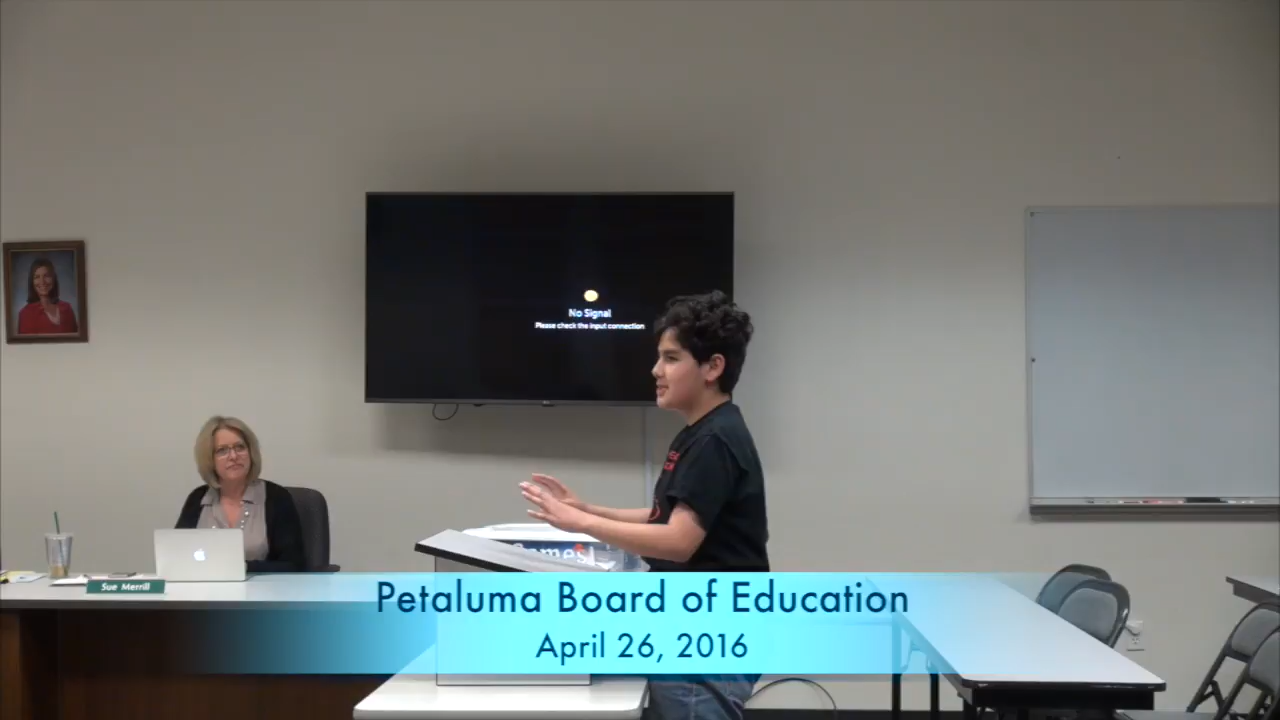 No Signal
Please check the input connection
Sue Merrill
Petaluma Board of Education
April 26, 2016